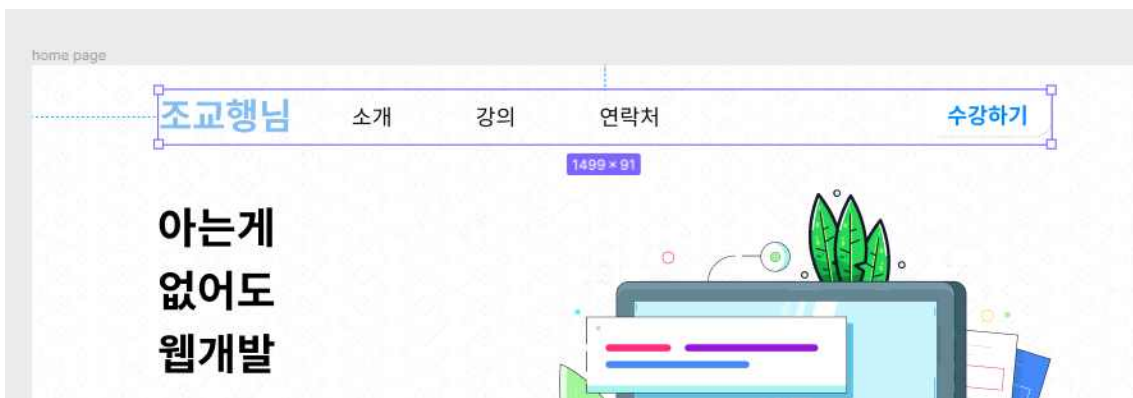 home page
조교행님 소개 강의 연락처 수강하기
1499 × 91
아는게
없어도
웹개발